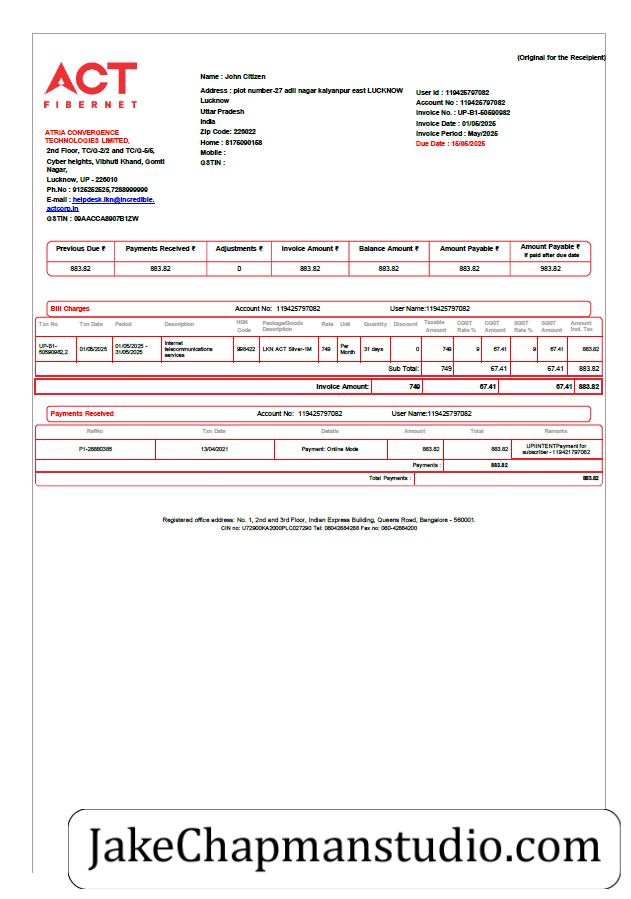 (Original for the Receipient)
ACT
FIBERNET
ATRIA CONVERGENCE
TECHNOLOGIES LIMITED,
2nd Floor, TC/G-2/2 and TC/G-5/5,
Cyber heights, Vibhuti Khand, Gomti
Nagar,
Lucknow, UP - 226010
Ph.No : 9125252525,7288999999
E-mail : helpdesk.lkn@incredible.
actcorp.in
GSTIN : 09AACCA8907B1ZW
Name : John Citizen
Address : plot number-27 adil nagar kalyanpur east LUCKNOW
Lucknow
Uttar Pradesh
India
Zip Code: 226022
Home : 8175090158
Mobile :
GSTIN :
User Id : 119425797082
Account No : 119425797082
Invoice No. : UP-B1-50590982
Invoice Date : 01/05/2025
Invoice Period : May/2025
Due Date : 15/05/2025
Previous Due ₹ Payments Received ₹ Adjustments ₹ Invoice Amount ₹ Balance Amount ₹ Amount Payable ₹ Amount Payable ₹
If paid after due date
883.82 883.82 0 883.82 883.82 883.82 983.82
Bill Charges Account No: 119425797082 User Name:119425797082
Txn No Txn Date Period Description HSN Code Package/Goods Description Rate Unit Quantity Discount Taxable Amount CGST Rate % CGST Amount SGST Rate % SGST Amount Amount Incl. Tax
UP-B1-50590982,2 01/05/2025 01/05/2025 - 31/05/2025 Internet telecommunications services 998422 LKN ACT Silver-1M 749 Per Month 31 days 0 749 9 67.41 9 67.41 883.82
Sub Total: 749 67.41 67.41 883.82
Invoice Amount: 749 67.41 67.41 883.82
Payments Received Account No: 119425797082 User Name:119425797082
RefNo Txn Date Details Amount Total Remarks
P1-28860385 13/04/2021 Payment: Online Mode 883.82 883.82 UPIINTENTPayment for subscriber - 119421797082
Payments : 883.82
Total Payments : 883.82
Registered office address: No. 1, 2nd and 3rd Floor, Indian Express Building, Queens Road, Bangalore - 560001.
CIN no: U72900KA2000PLC027290 Tel: 08042884288 Fax no: 080-42884200
JakeChapmanstudio.com